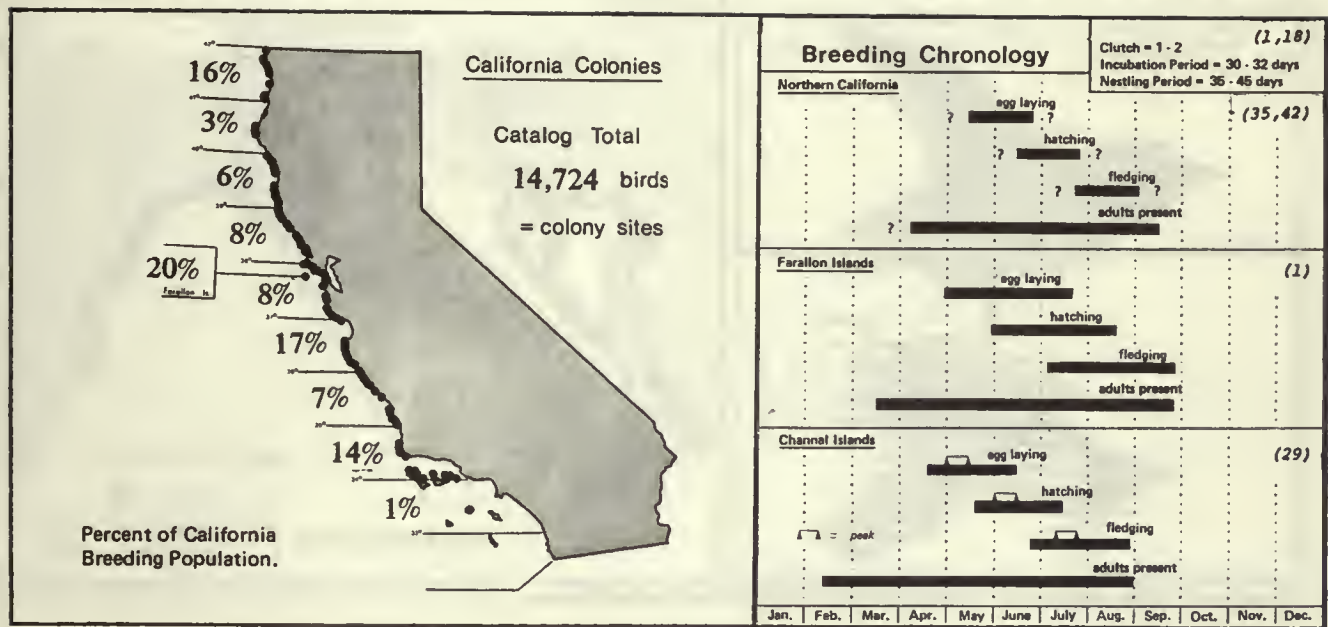 California Colonies
Catalog Total
14,724 birds
= colony sites
16%
3%
6%
8%
20%
Farallon Is.
8%
17%
7%
14%
1%
Percent of California
Breeding Population.
Breeding Chronology
(1,18)
Clutch = 1 - 2
Incubation Period = 30 - 32 days
Nestling Period = 35 - 45 days
Northern California
(35,42)
egg laying
? ?
hatching
? ?
fledging
? ?
adults present
?
Farallon Islands
(1)
egg laying
hatching
fledging
adults present
Channal Islands
(29)
egg laying
hatching
fledging
= peak
adults present
Jan. Feb. Mar. Apr. May June July Aug. Sep. Oct. Nov. Dec.